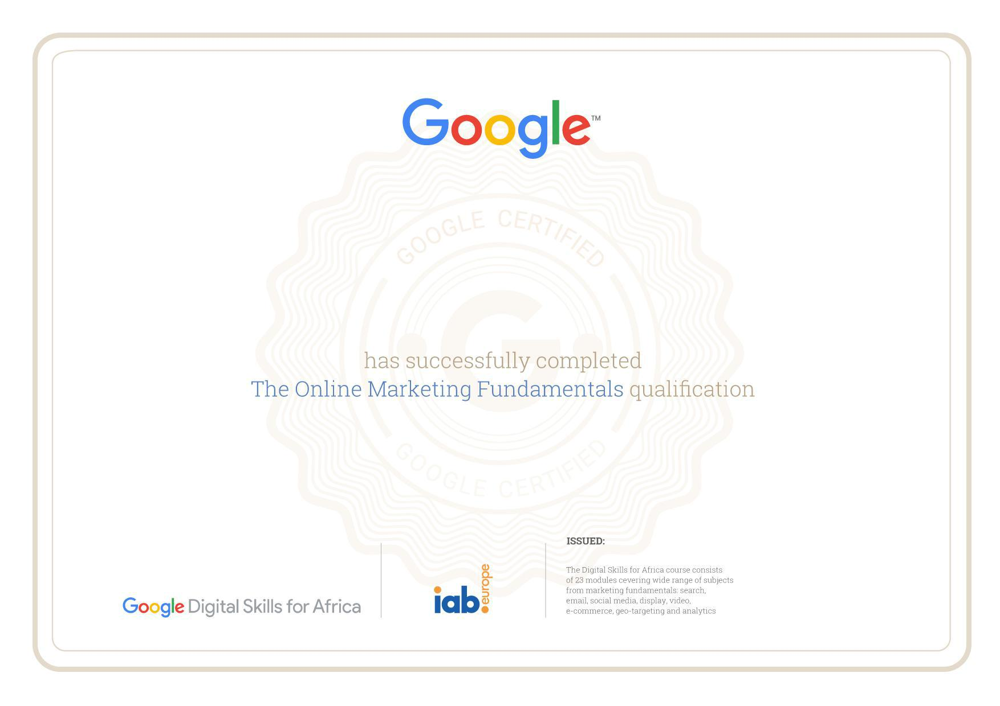 Google™
GOOGLE CERTIFIED
has successfully completed
The Online Marketing Fundamentals qualification
GOOGLE CERTIFIED
ISSUED:
The Digital Skills for Africa course consists
of 23 modules cevering wide range of subjects
from marketing fundamentals: search,
email, social media, display, video,
e-commerce, geo-targeting and analytics
Google Digital Skills for Africa
iab europe